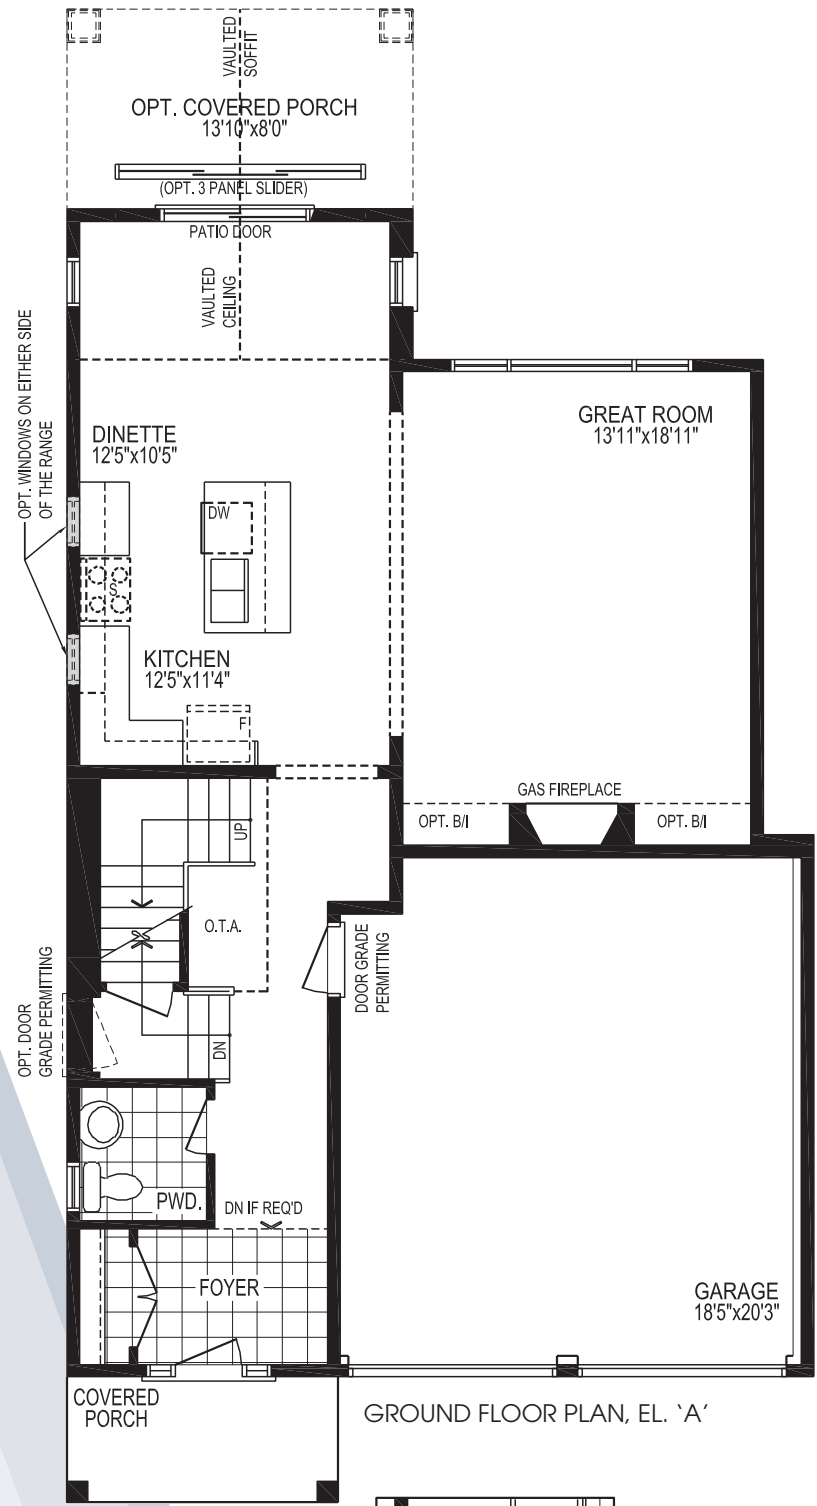 VAULTED
SOFFIT
OPT. COVERED PORCH
13'10"x8'0"
(OPT. 3 PANEL SLIDER)
PATIO DOOR
VAULTED
CEILING
OPT. WINDOWS ON EITHER SIDE
OF THE RANGE
DINETTE
12'5"x10'5"
GREAT ROOM
13'11"x18'11"
DW
S
KITCHEN
12'5"x11'4"
F
GAS FIREPLACE
OPT. B/I
OPT. B/I
UP
O.T.A.
DOOR GRADE
PERMITTING
OPT. DOOR
GRADE PERMITTING
DN
PWD.
DN IF REQ'D
FOYER
GARAGE
18'5"x20'3"
COVERED
PORCH
GROUND FLOOR PLAN, EL. ‘A’